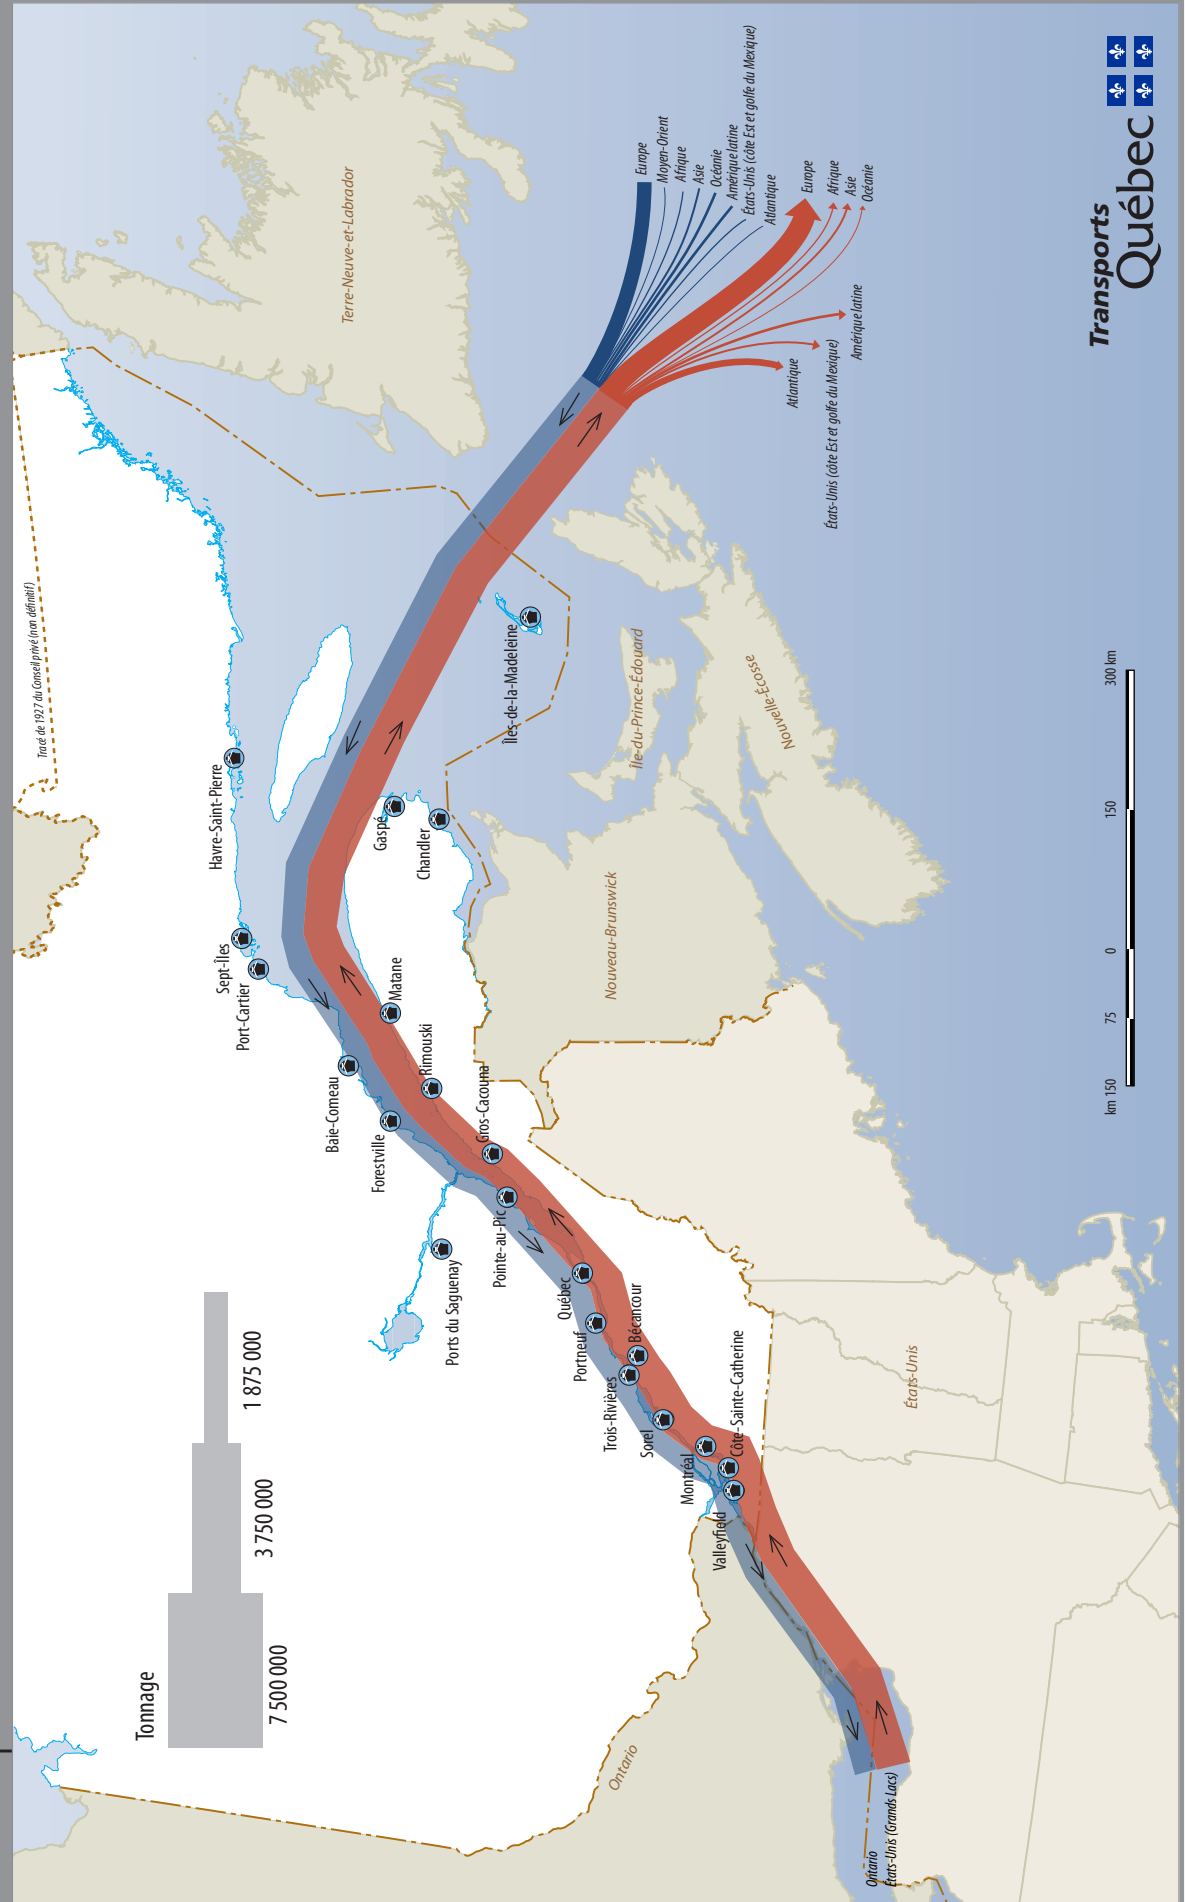 Tonnage
7 500 000
3 750 000
1 875 000
Tracé de 1927 du Conseil privé (non définitif)
Terre-Neuve-et-Labrador
Havre-Saint-Pierre
Sept-Îles
Port-Cartier
Baie-Comeau
Forestville
Ports du Saguenay
Pointe-au-Pic
Québec
Portneuf
Trois-Rivières
Sorel
Montréal
Valleyfield
Côte-Sainte-Catherine
Bécancour
Gros-Cacouna
Rimouski
Matane
Gaspé
Chandler
Îles-de-la-Madeleine
Île-du-Prince-Édouard
Nouvelle-Écosse
Nouveau-Brunswick
États-Unis
Ontario
Ontario
États-Unis (Grands Lacs)
Europe
Moyen-Orient
Afrique
Asie
Océanie
Amérique latine
États-Unis (côte Est et golfe du Mexique)
Atlantique
Europe
Afrique
Asie
Océanie
Amérique latine
États-Unis (côte Est et golfe du Mexique)
Atlantique
km 150 75 0 150 300 km
Transports
Québec